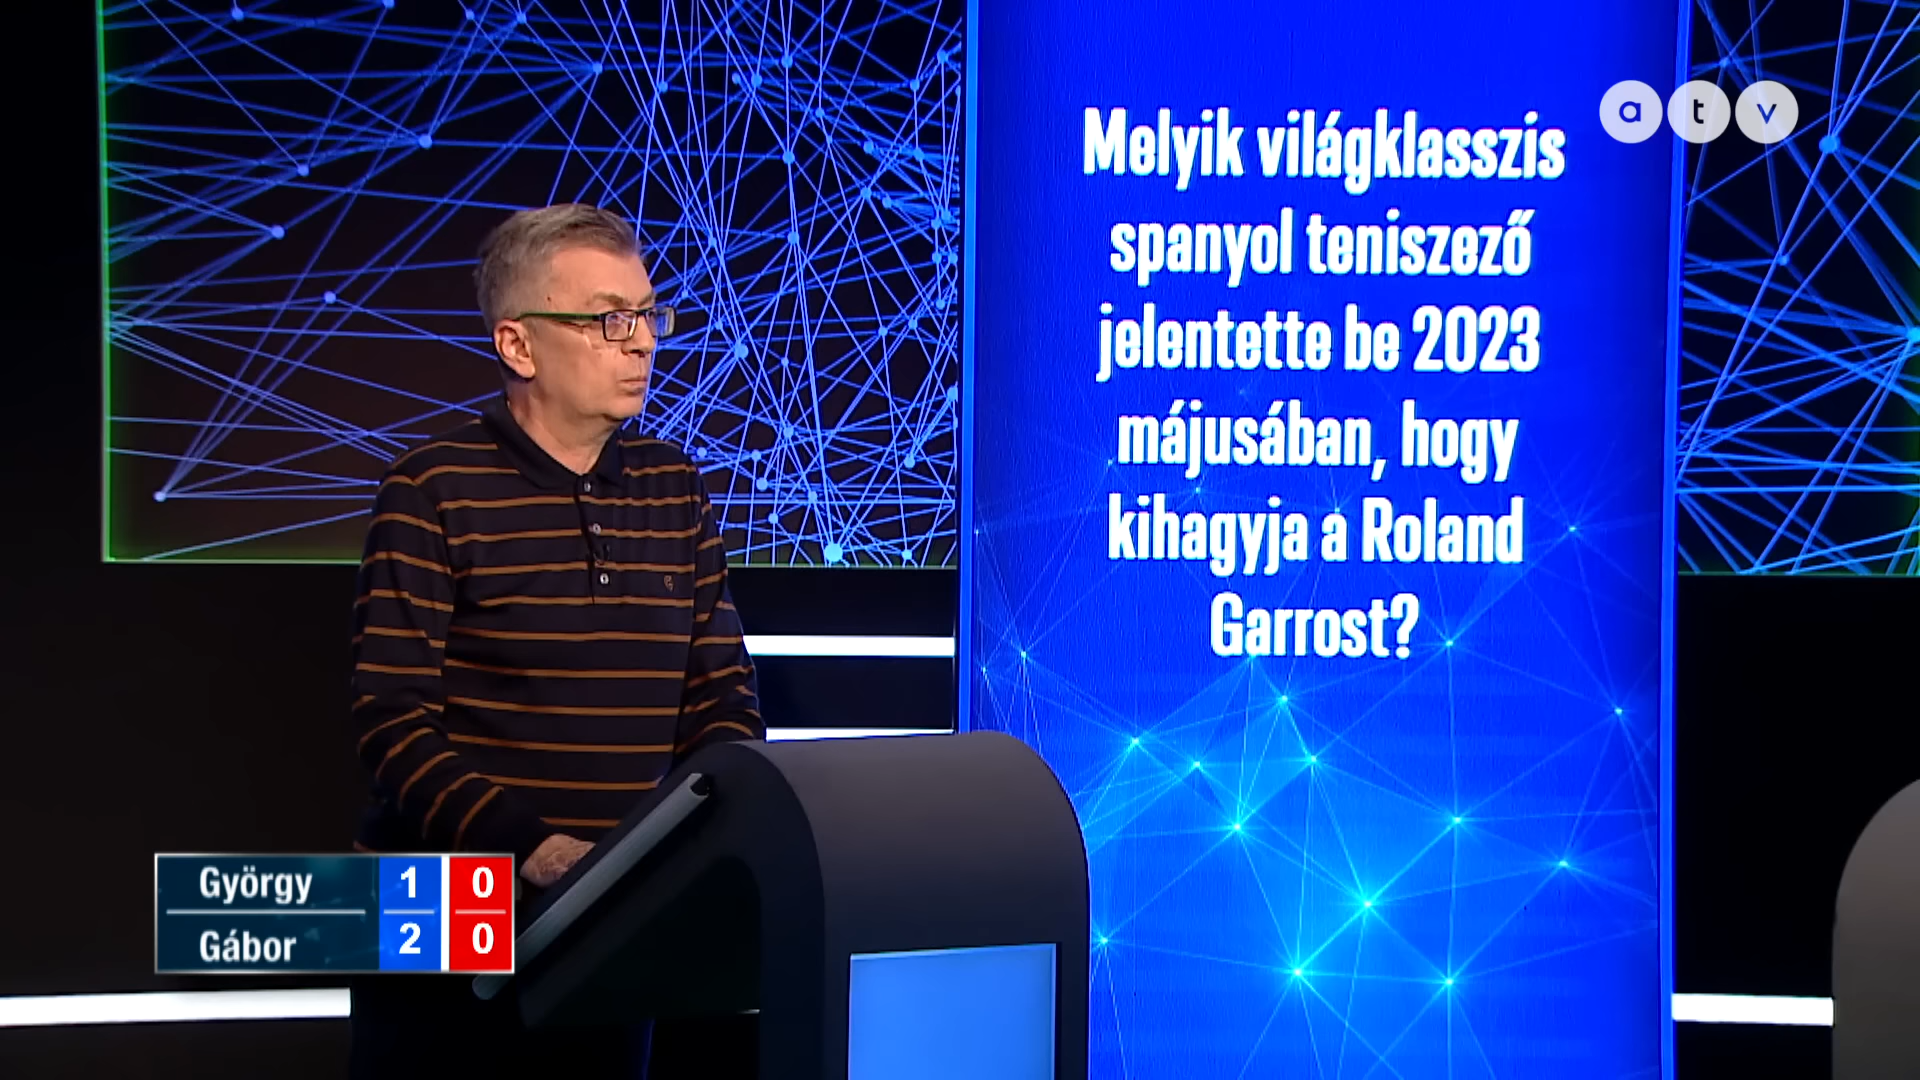 atv
Melyik világklasszis
spanyol teniszező
jelentette be 2023
májusában, hogy
kihagyja a Roland
Garrost?
György 1 0
Gábor 2 0